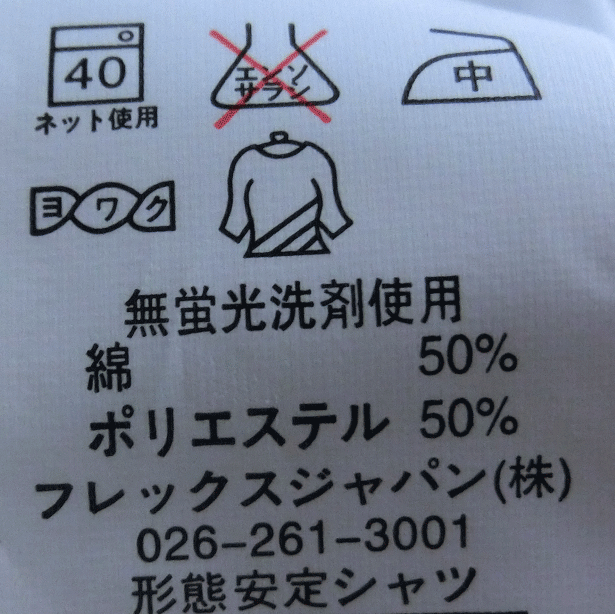 40
ネット使用
エンソ
サラシ
中
ヨワク
無蛍光洗剤使用
綿 50%
ポリエステル 50%
フレックスジャパン(株)
026-261-3001
形態安定シャツ